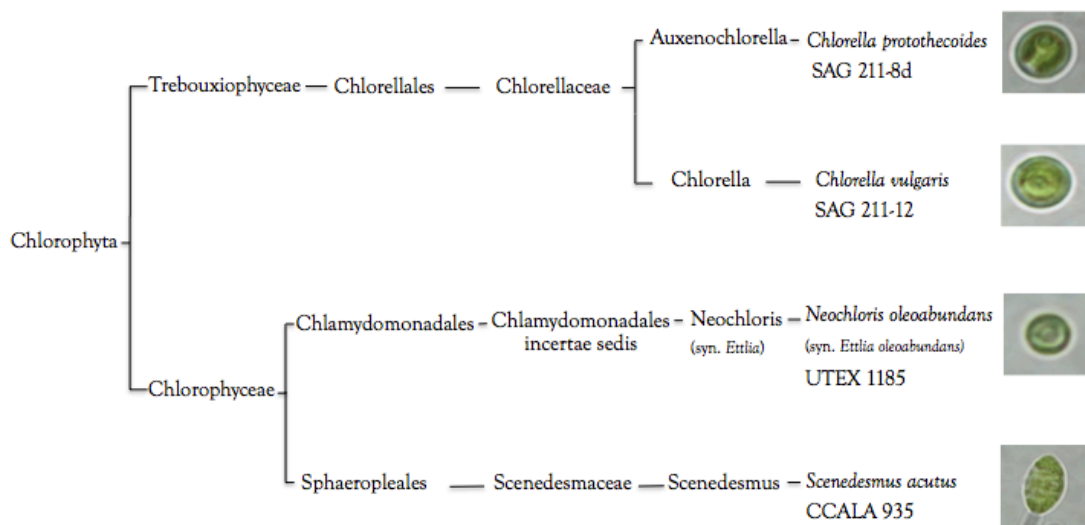 Auxenochlorella
Chlorella protothecoides
SAG 211-8d
Trebouxiophyceae
Chlorellales
Chlorellaceae
Chlorella
Chlorella vulgaris
SAG 211-12
Chlorophyta
Chlamydomonadales
Chlamydomonadales
incertae sedis
Neochloris
(syn. Ettlia)
Neochloris oleoabundans
(syn. Ettlia oleoabundans)
UTEX 1185
Chlorophyceae
Sphaeropleales
Scenedesmaceae
Scenedesmus
Scenedesmus acutus
CCALA 935